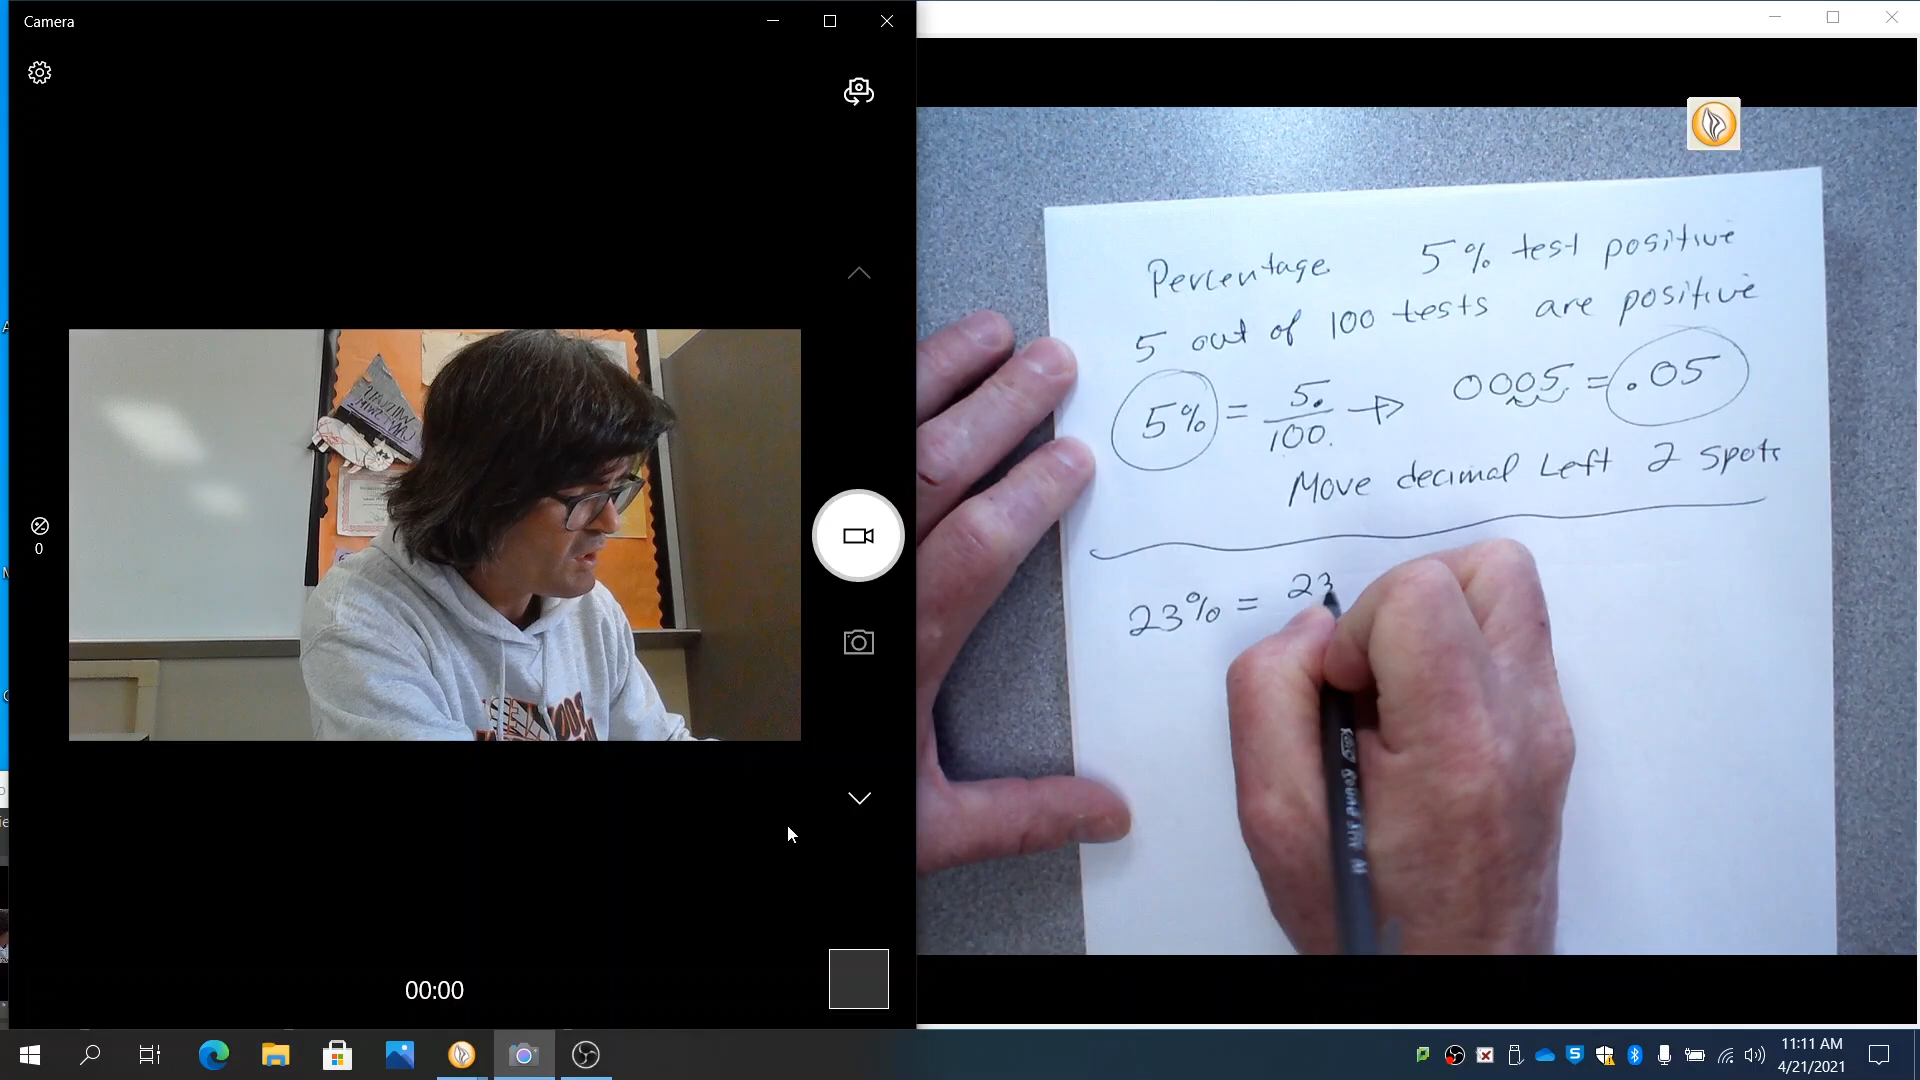 Camera
0
00:00
Percentage 5% test positive
5 out of 100 tests are positive
5% = 5. / 100. → 0005. = .05
Move decimal Left 2 spots
23% = 23
11:11 AM
4/21/2021